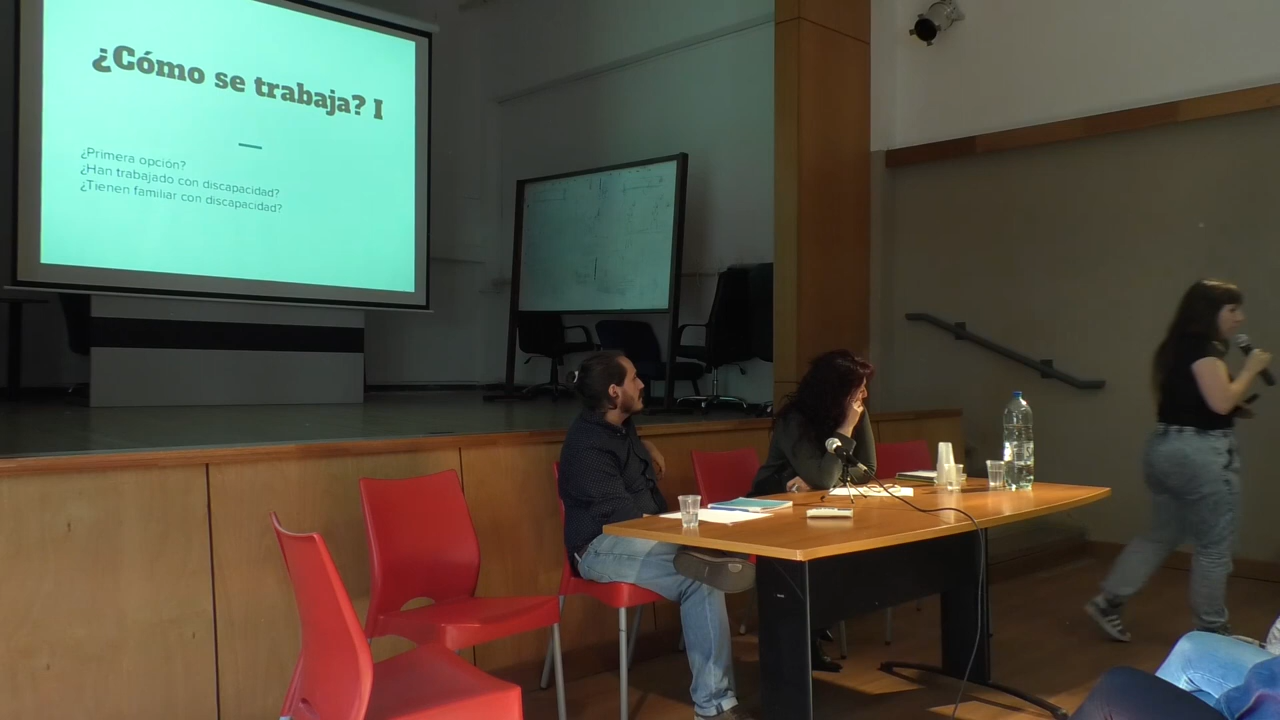 ¿Cómo se trabaja? I
¿Primera opción?
¿Han trabajado con discapacidad?
¿Tienen familiar con discapacidad?